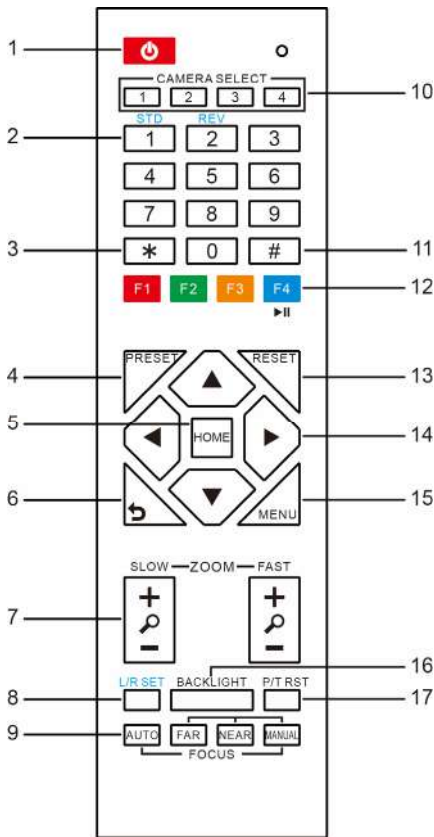 1
CAMERA SELECT
1 2 3 4
10
STD REV
2
1 2 3
4 5 6
7 8 9
3
* 0 #
11
F1 F2 F3 F4
12
PRESET RESET
4
13
5
HOME
14
6
MENU
15
SLOW ZOOM FAST
+ +
7
- -
16
L/R SET BACKLIGHT P/T RST
8
17
9
AUTO FAR NEAR MANUAL
FOCUS